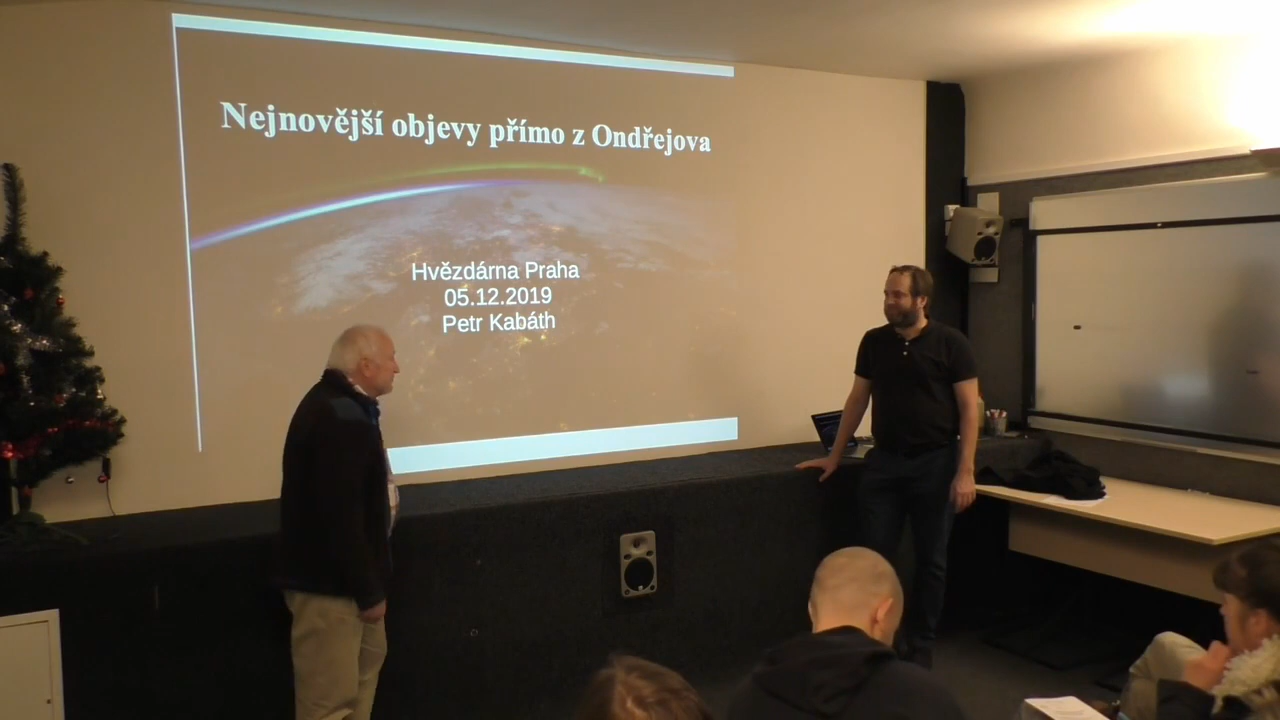 Nejnovější objevy přímo z Ondřejova
Hvězdárna Praha
05.12.2019
Petr Kabáth